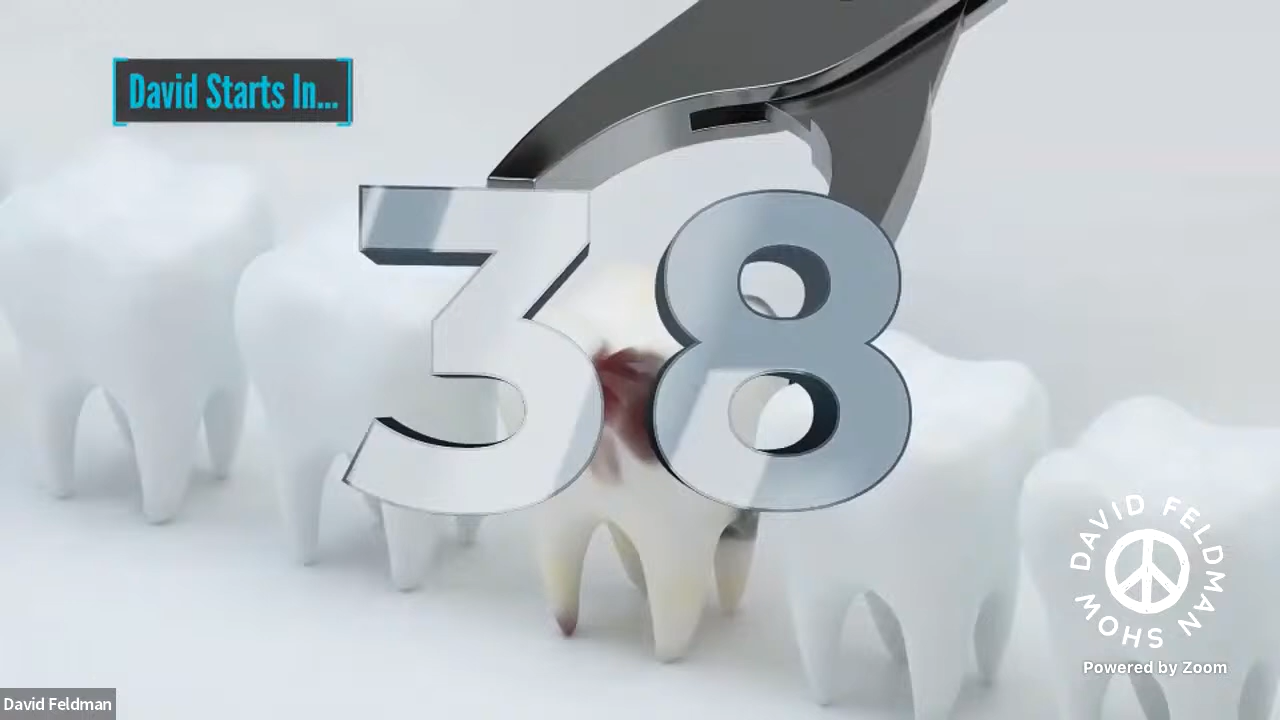 David Starts In...
38
DAVID FELDMAN SHOW
Powered by Zoom
David Feldman